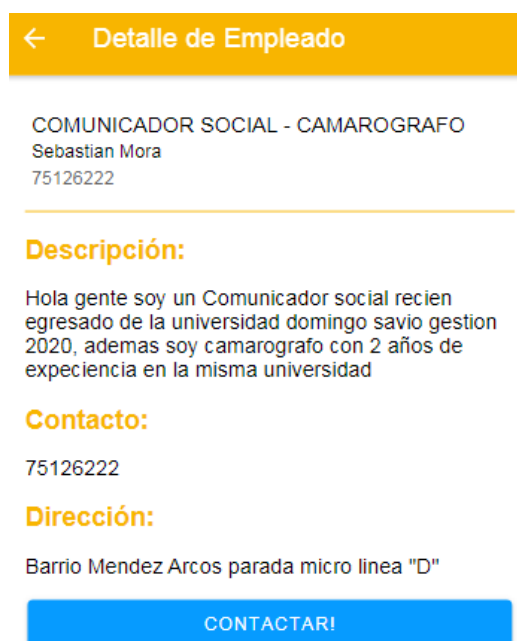 Detalle de Empleado
COMUNICADOR SOCIAL - CAMAROGRAFO
Sebastian Mora
75126222
Descripción:
Hola gente soy un Comunicador social recien
egresado de la universidad domingo savio gestion
2020, ademas soy camarografo con 2 años de
expeciencia en la misma universidad
Contacto:
75126222
Dirección:
Barrio Mendez Arcos parada micro linea "D"
CONTACTAR!